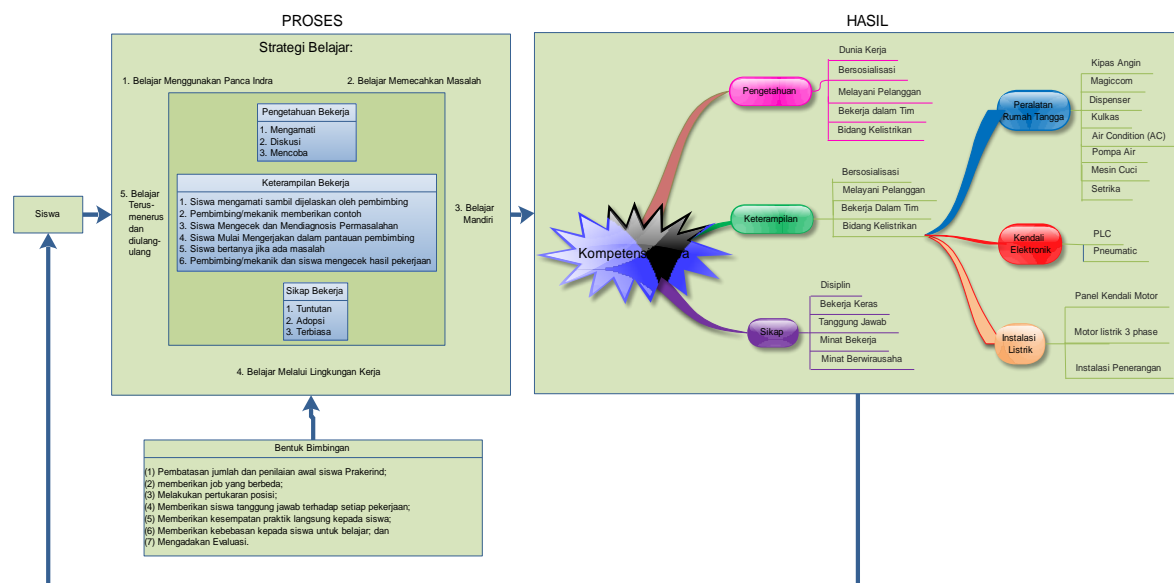 PROSES
HASIL
Strategi Belajar:
1. Belajar Menggunakan Panca Indra
2. Belajar Memecahkan Masalah
Pengetahuan Bekerja
1. Mengamati
2. Diskusi
3. Mencoba
Keterampilan Bekerja
1. Siswa mengamati sambil dijelaskan oleh pembimbing
2. Pembimbing/mekanik memberikan contoh
3. Siswa Mengecek dan Mendiagnosis Permasalahan
4. Siswa Mulai Mengerjakan dalam pantauan pembimbing
5. Siswa bertanya jika ada masalah
6. Pembimbing/mekanik dan siswa mengecek hasil pekerjaan
Sikap Bekerja
1. Tuntutan
2. Adopsi
3. Terbiasa
5. Belajar
Terus-
menerus
dan
diulang-
ulang
3. Belajar
Mandiri
4. Belajar Melalui Lingkungan Kerja
Siswa
Bentuk Bimbingan
(1) Pembatasan jumlah dan penilaian awal siswa Prakerind;
(2) memberikan job yang berbeda;
(3) Melakukan pertukaran posisi;
(4) Memberikan siswa tanggung jawab terhadap setiap pekerjaan;
(5) Memberikan kesempatan praktik langsung kepada siswa;
(6) Memberikan kebebasan kepada siswa untuk belajar; dan
(7) Mengadakan Evaluasi.
Pengetahuan
Dunia Kerja
Bersosialisasi
Melayani Pelanggan
Bekerja dalam Tim
Bidang Kelistrikan
Keterampilan
Bersosialisasi
Melayani Pelanggan
Bekerja Dalam Tim
Bidang Kelistrikan
Sikap
Disiplin
Bekerja Keras
Tanggung Jawab
Minat Bekerja
Minat Berwirausaha
Peralatan
Rumah Tangga
Kipas Angin
Magiccom
Dispenser
Kulkas
Air Condition (AC)
Pompa Air
Mesin Cuci
Setrika
Kendali
Elektronik
PLC
Pneumatic
Instalasi
Listrik
Panel Kendali Motor
Motor listrik 3 phase
Instalasi Penerangan